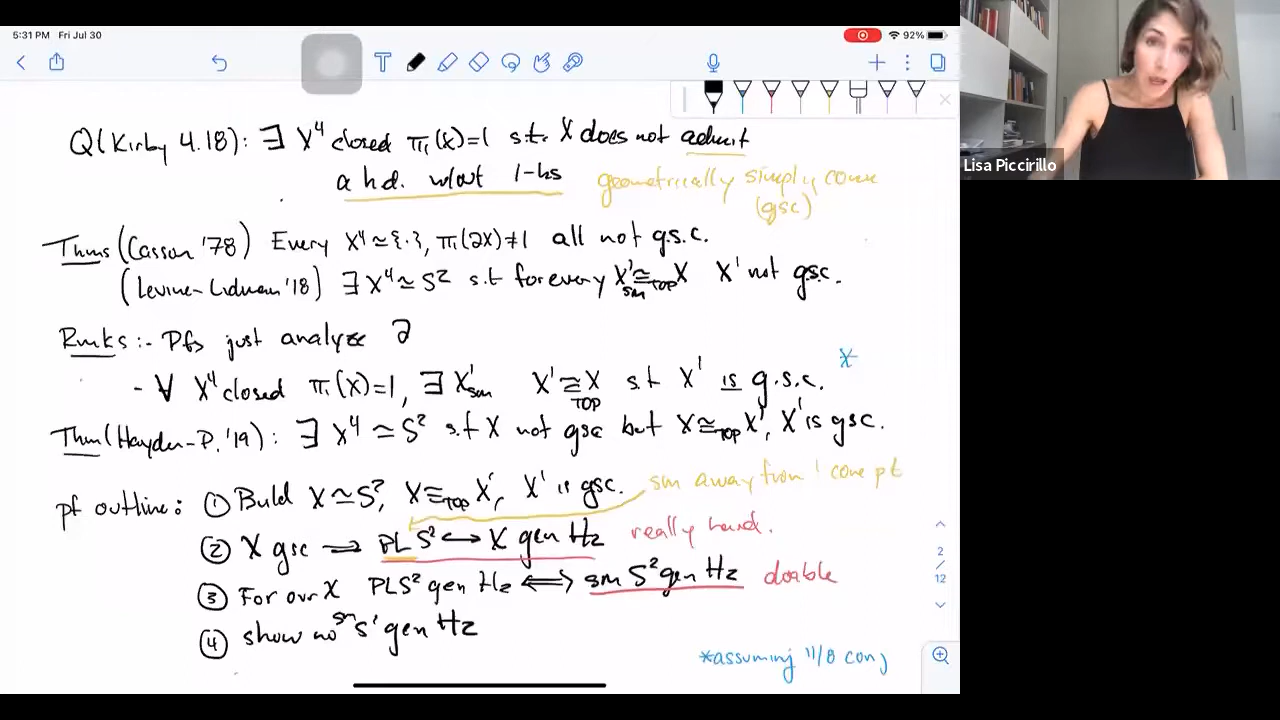 5:31 PM Fri Jul 30
92%
Lisa Piccirillo
Q(Kirby 4.18): ∃ X⁴ closed π₁(X)=1 s.t. X does not admit
a h.d. w/out 1-hs geometrically simply conn
(gsc)
Thms (Casson '78) Every X⁴≃{·}, π₁(∂X)≠1 all not g.s.c.
(Levine-Lidman '18) ∃ X⁴≃S² s.t for every X'≅TOP X X' not gsc.
sm
Rmks:- Pfs just analyze ∂
- ∀ X⁴closed π₁(X)=1, ∃ X'sm X'≅X s.t X' is g.s.c. *
TOP
Thm(Hayden-P. '19): ∃ X⁴≃S² s.t X not gsc but X≅TOP X', X' is gsc.
pf outline: ① Build X≃S², X≅TOP X', X' is gsc. sm away from 1 cone pt
② X gsc ⟹ PL S² ↪ X gen H₂ really hard.
③ For our X PL S² gen H₂ ⟺ sm S² gen H₂ doable
④ show no sm S² gen H₂
*assuming 11/8 conj
2
/
12